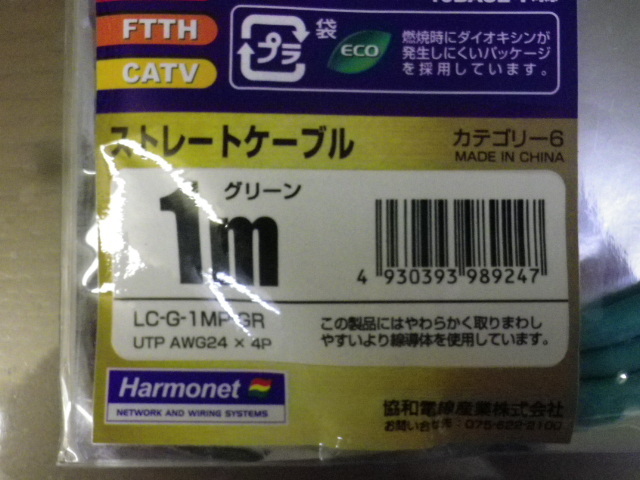 FTTH
CATV
プラ
袋
ECO
燃焼時にダイオキシンが
発生しにくいパッケージ
を採用しています。
ストレートケーブル
カテゴリー6
MADE IN CHINA
1m
グリーン
4 930393 989247
LC-G-1MP GR
UTP AWG24 × 4P
この製品にはやわらかく取りまわし
やすいより線導体を使用しています。
Harmonet
NETWORK AND WIRING SYSTEMS
協和電線産業株式会社
075-622-2100